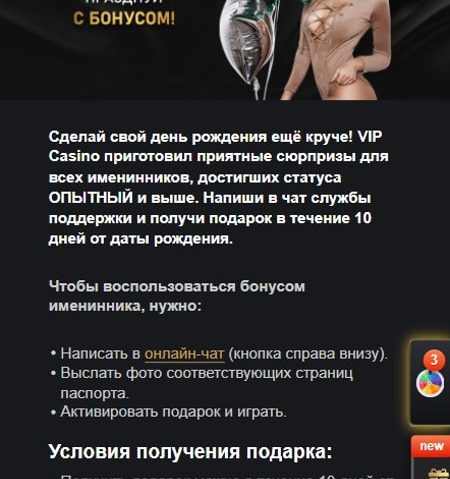 ПРАЗДНУЙ
С БОНУСОМ!
Сделай свой день рождения ещё круче! VIP
Casino приготовил приятные сюрпризы для
всех именинников, достигших статуса
ОПЫТНЫЙ и выше. Напиши в чат службы
поддержки и получи подарок в течение 10
дней от даты рождения.
Чтобы воспользоваться бонусом
именинника, нужно:
• Написать в онлайн-чат (кнопка справа внизу).
• Выслать фото соответствующих страниц
паспорта.
• Активировать подарок и играть.
3
new
Условия получения подарка: